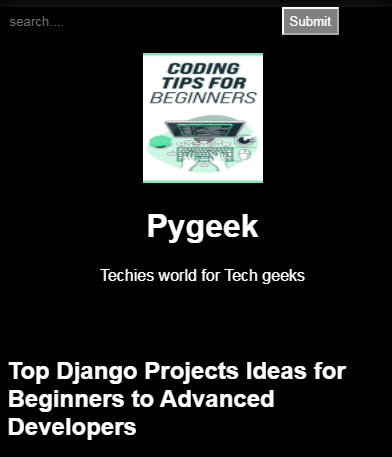 search....
Submit
CODING
TIPS FOR
BEGINNERS
Pygeek
Techies world for Tech geeks
Top Django Projects Ideas for
Beginners to Advanced
Developers